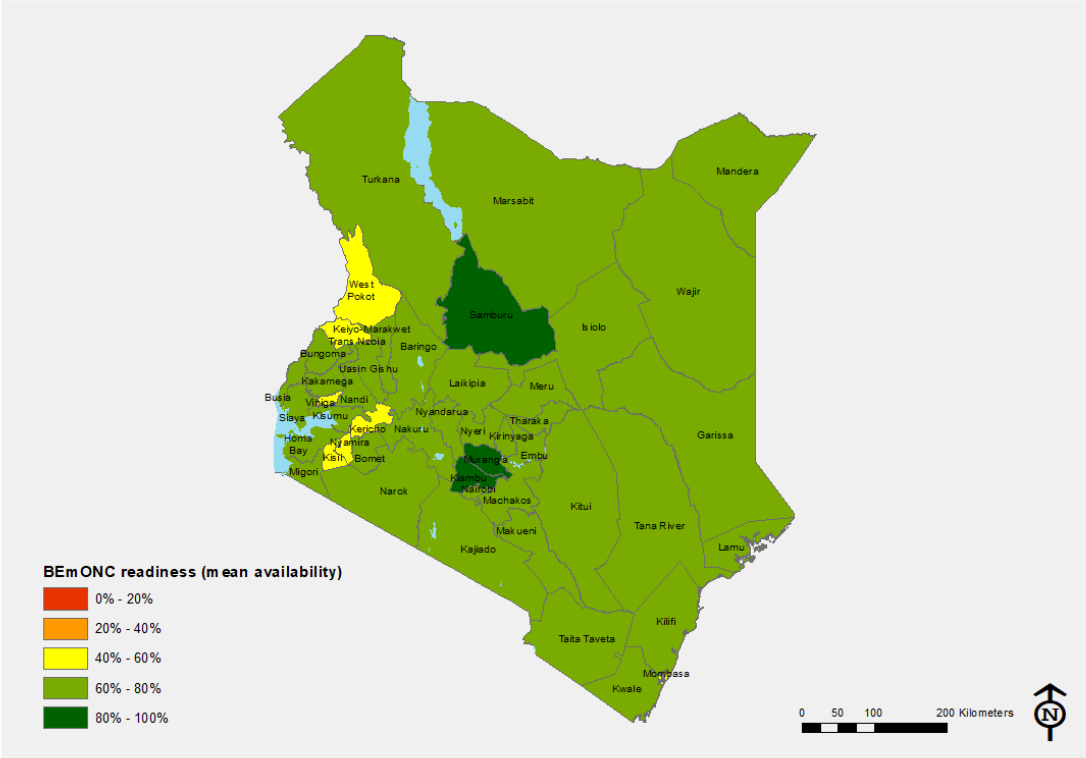 Turkana
Mandera
Marsabit
West
Pokot
Wajir
Samburu
Isiolo
Keiyo-Marakwet
Trans Nzoia
Baringo
Bungoma
Uasin Gishu
Kakamega
Laikipia
Meru
Busia
Vihiga
Nandi
Siaya
Kisumu
Nyandarua
Kericho
Nakuru
Nyeri
Tharaka
Kirinyaga
Garissa
Homa
Bay
Nyamira
Kisii
Bomet
Embu
Muranga
Migori
Kiambu
Nairobi
Narok
Machakos
Kitui
Tana River
Makueni
Kajiado
Lamu
BEmONC readiness (mean availability)
0% - 20%
20% - 40%
40% - 60%
60% - 80%
80% - 100%
Kilifi
Taita Taveta
Mombasa
Kwale
0 50 100 200 Kilometers
N